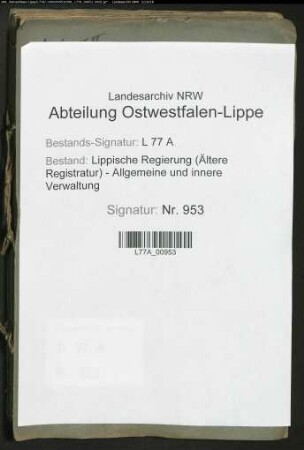 Landesarchiv NRW
Abteilung Ostwestfalen-Lippe
Bestands-Signatur: L 77 A
Bestand: Lippische Regierung (Ältere
Registratur) - Allgemeine und innere
Verwaltung
Signatur: Nr. 953
L77A_00953